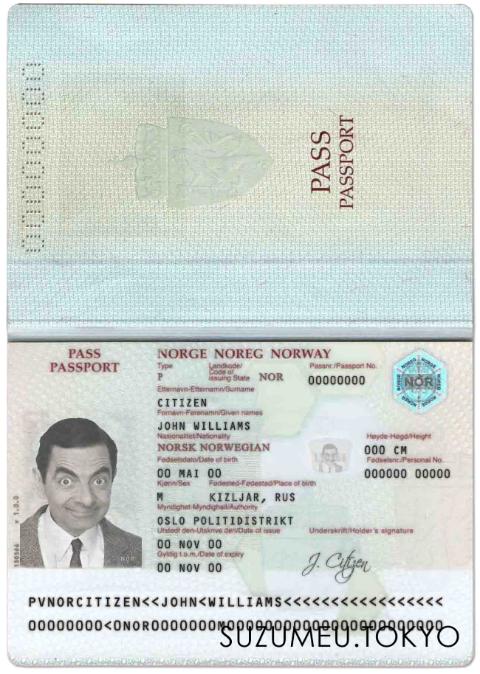 PASS
PASSPORT
PASS
PASSPORT
NORGE NOREG NORWAY
Type
Landkode/
Code of
issuing State
Passnr./Passport No.
P
NOR
00000000
NOR
Etternavn-Etternamn/Surname
CITIZEN
Fornavn-Førenamn/Given names
JOHN WILLIAMS
Nasjonalitet/Nationality
Høyde-Høgd/Height
NORSK NORWEGIAN
000 CM
Fødselsdato/Date of birth
Fødselsnr./Personal No.
00 MAI 00
000000 00000
Kjønn/Sex
Fødested-Fødestad/Place of birth
M
KIZLJAR, RUS
Myndighet-Myndigheit/Authority
OSLO POLITIDISTRIKT
Utstedt den-Utskrive den/Date of issue
Underskrift/Holder's signature
00 NOV 00
Gyldig t.o.m./Date of expiry
00 NOV 00
J. Citizen
PVNORCITIZEN<<JOHN<WILLIAMS<<<<<<<<<<<<<<<<<
SUZUMEU.TOKYO